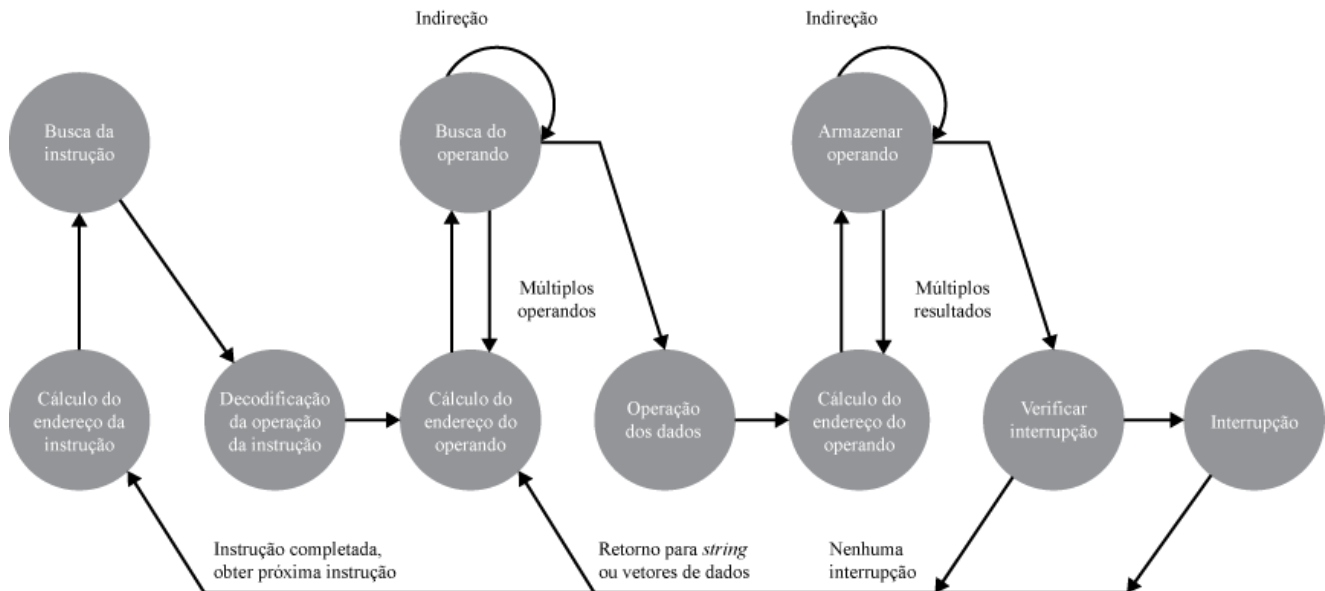 Indireção
Indireção
Busca da
instrução
Busca do
operando
Armazenar
operando
Múltiplos
operandos
Múltiplos
resultados
Cálculo do
endereço da
instrução
Decodificação
da operação
da instrução
Cálculo do
endereço do
operando
Operação
dos dados
Cálculo do
endereço do
operando
Verificar
interrupção
Interrupção
Instrução completada,
obter próxima instrução
Retorno para string
ou vetores de dados
Nenhuma
interrupção